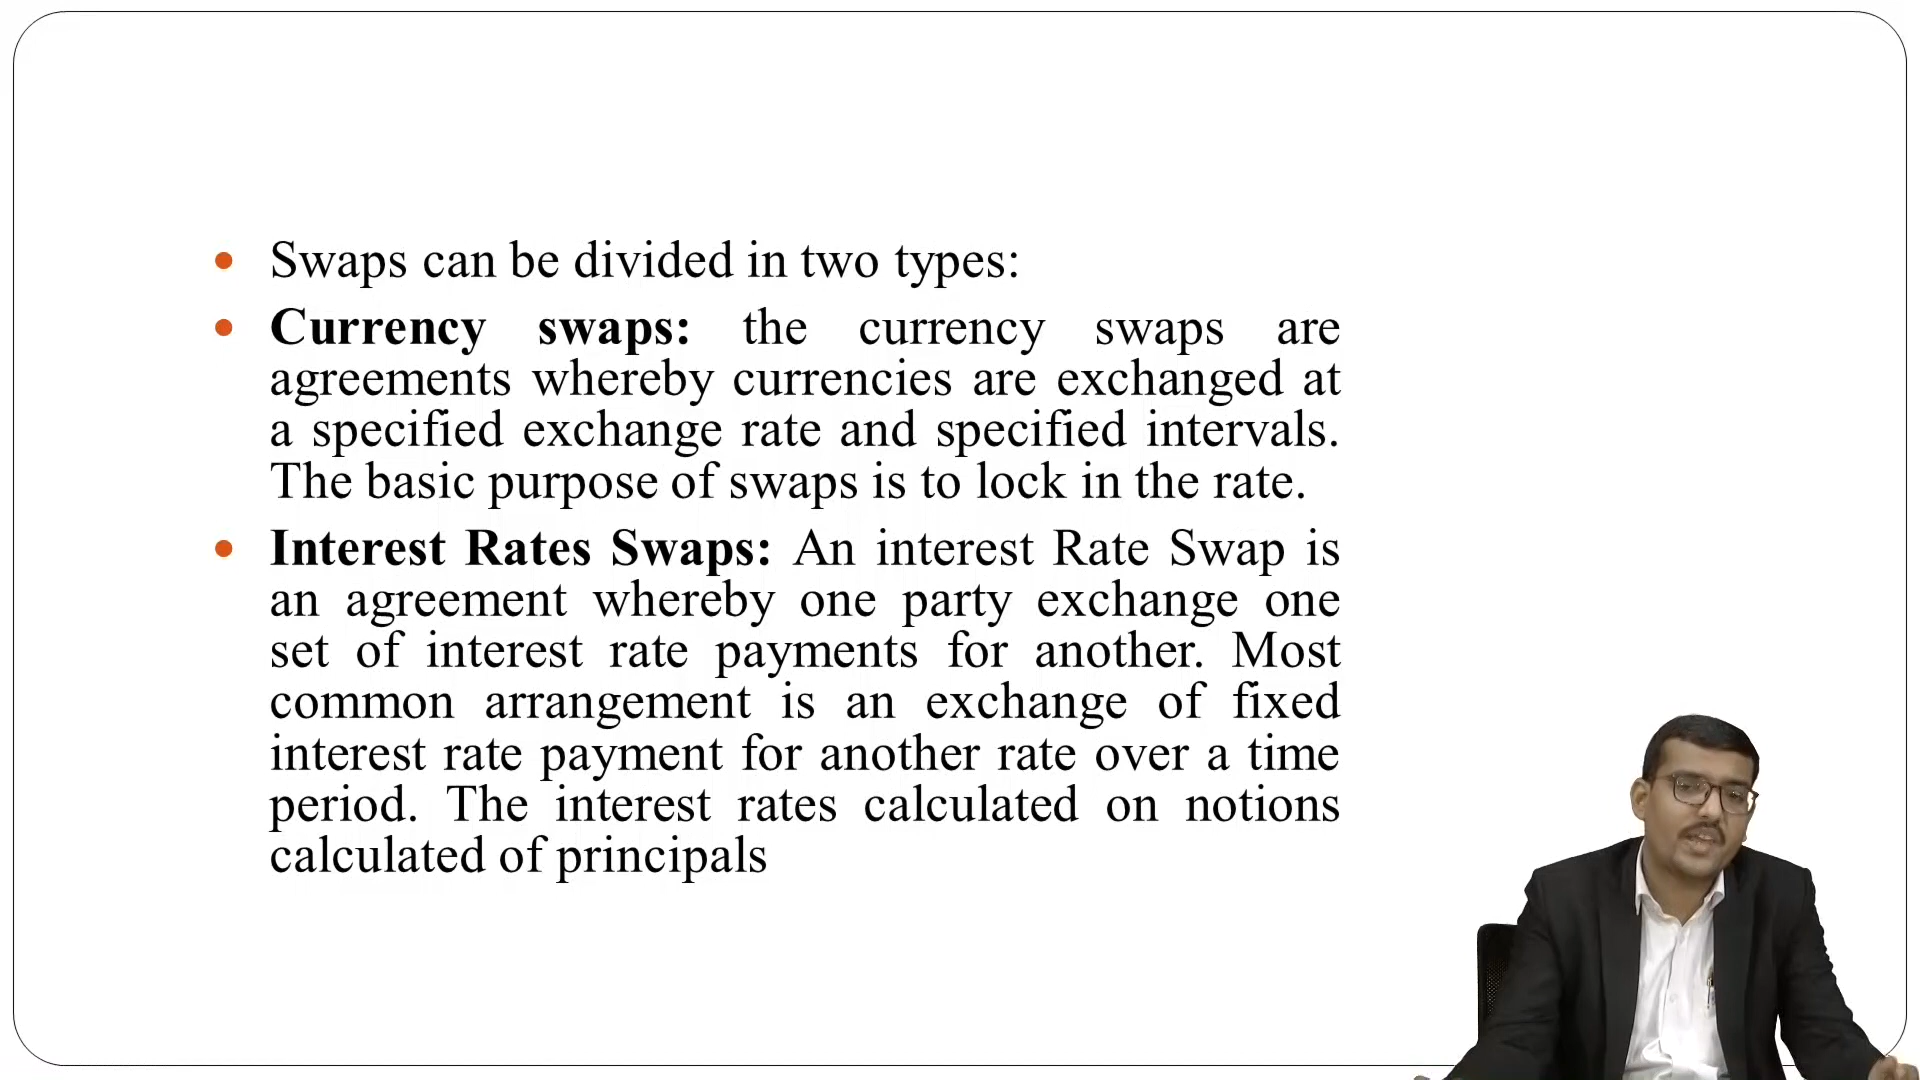 Swaps can be divided in two types:
Currency swaps: the currency swaps are
agreements whereby currencies are exchanged at
a specified exchange rate and specified intervals.
The basic purpose of swaps is to lock in the rate.
Interest Rates Swaps: An interest Rate Swap is
an agreement whereby one party exchange one
set of interest rate payments for another. Most
common arrangement is an exchange of fixed
interest rate payment for another rate over a time
period. The interest rates calculated on notions
calculated of principals